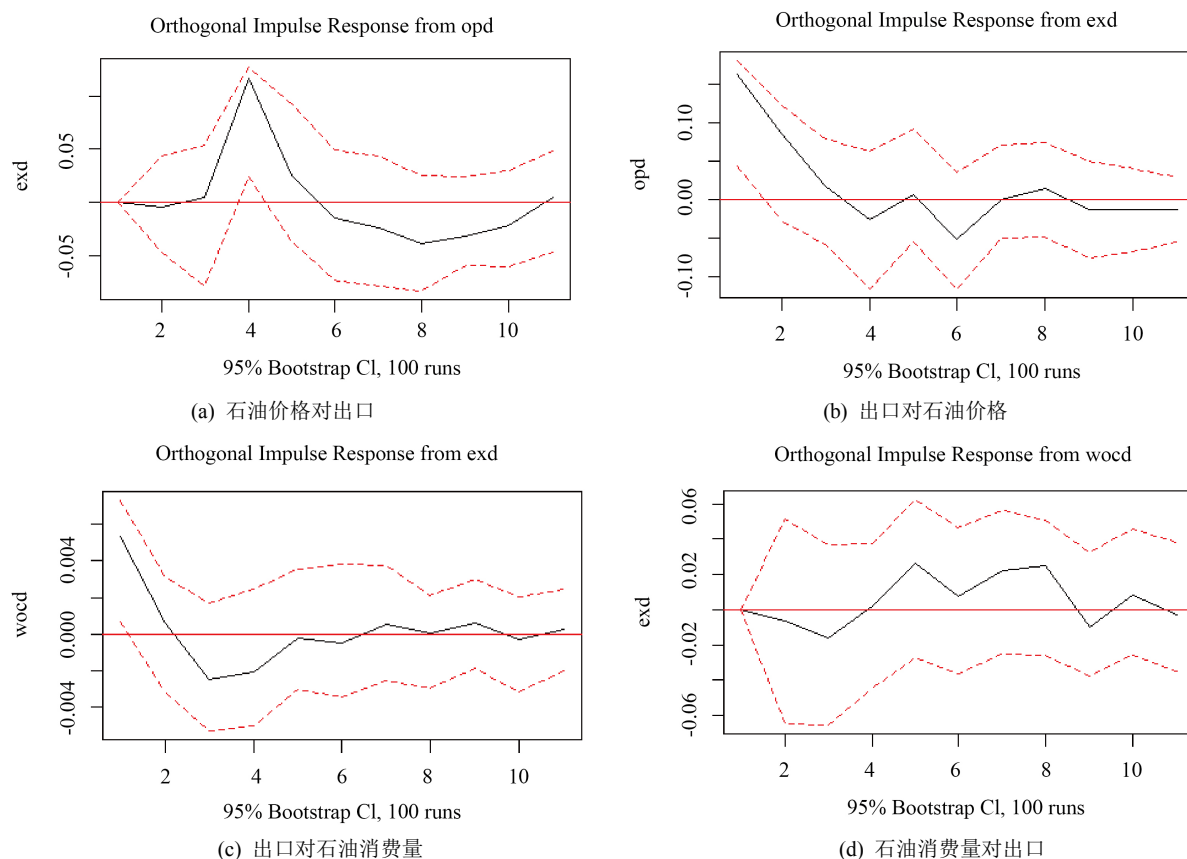 Orthogonal Impulse Response from opd
exd
0.05
-0.05
2 4 6 8 10
95% Bootstrap Cl, 100 runs
(a) 石油价格对出口
Orthogonal Impulse Response from exd
opd
0.10
0.00
-0.10
2 4 6 8 10
95% Bootstrap Cl, 100 runs
(b) 出口对石油价格
Orthogonal Impulse Response from exd
wocd
0.004
0.000
-0.004
2 4 6 8 10
95% Bootstrap Cl, 100 runs
(c) 出口对石油消费量
Orthogonal Impulse Response from wocd
exd
0.06
0.02
-0.02
-0.06
2 4 6 8 10
95% Bootstrap Cl, 100 runs
(d) 石油消费量对出口